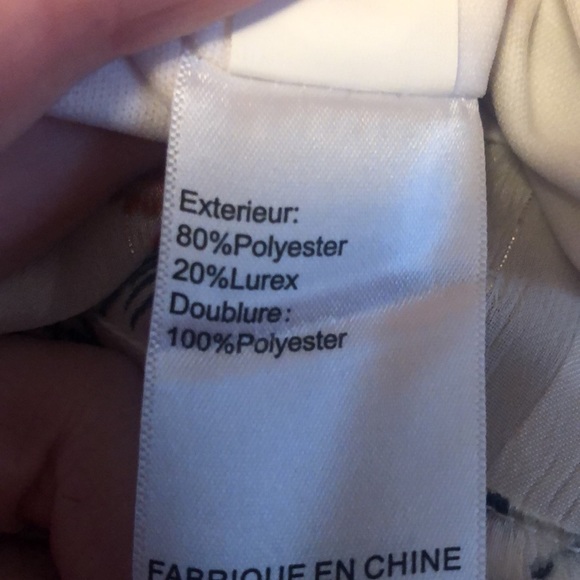 Exterieur:
80%Polyester
20%Lurex
Doublure:
100%Polyester
FABRIQUE EN CHINE